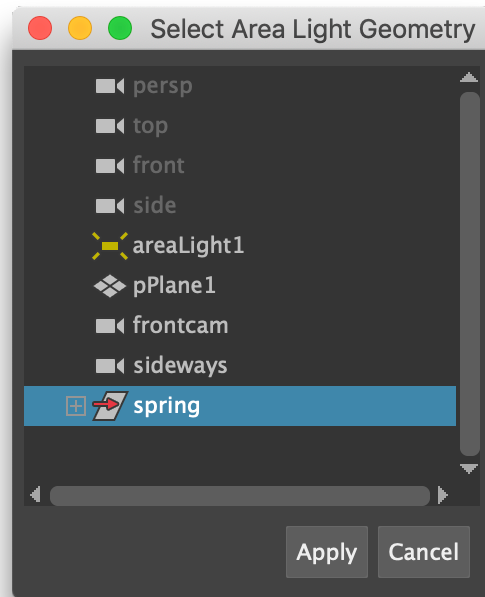 Select Area Light Geometry
persp
top
front
side
areaLight1
pPlane1
frontcam
sideways
spring
Apply Cancel